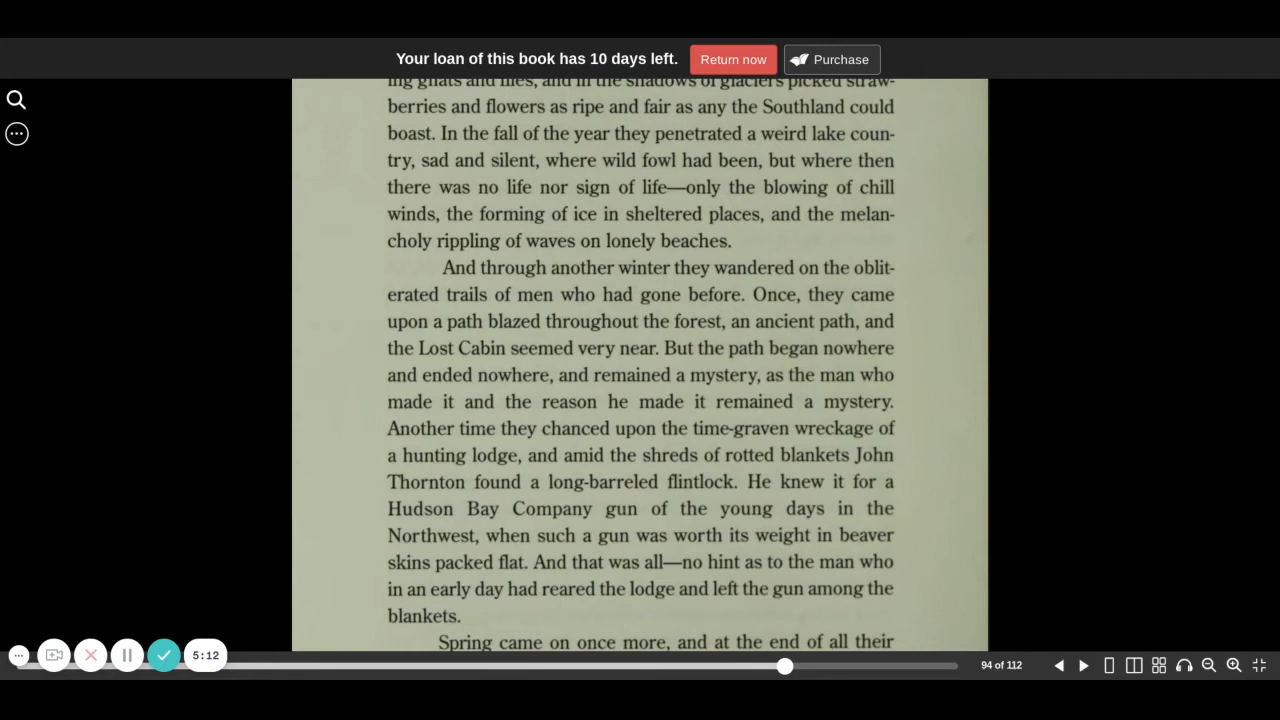 Your loan of this book has 10 days left. Return now Purchase
ing gnats and flies, and in the shadows of glaciers picked straw-
berries and flowers as ripe and fair as any the Southland could
boast. In the fall of the year they penetrated a weird lake coun-
try, sad and silent, where wild fowl had been, but where then
there was no life nor sign of life—only the blowing of chill
winds, the forming of ice in sheltered places, and the melan-
choly rippling of waves on lonely beaches.
And through another winter they wandered on the oblit-
erated trails of men who had gone before. Once, they came
upon a path blazed throughout the forest, an ancient path, and
the Lost Cabin seemed very near. But the path began nowhere
and ended nowhere, and remained a mystery, as the man who
made it and the reason he made it remained a mystery.
Another time they chanced upon the time-graven wreckage of
a hunting lodge, and amid the shreds of rotted blankets John
Thornton found a long-barreled flintlock. He knew it for a
Hudson Bay Company gun of the young days in the
Northwest, when such a gun was worth its weight in beaver
skins packed flat. And that was all—no hint as to the man who
in an early day had reared the lodge and left the gun among the
blankets.
Spring came on once more, and at the end of all their
5:12
94 of 112